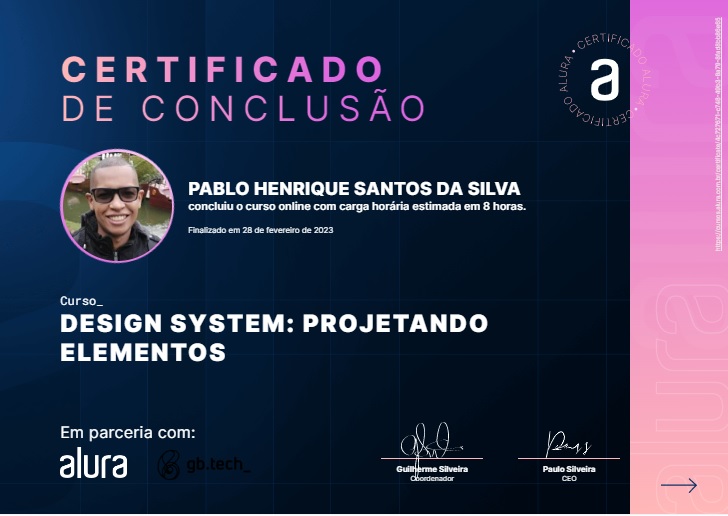 CERTIFICADO
DE CONCLUSÃO
CERTIFICADO ALURA • CERTIFICADO ALURA •
a
PABLO HENRIQUE SANTOS DA SILVA
concluiu o curso online com carga horária estimada em 8 horas.
Finalizado em 28 de fevereiro de 2023
Curso_
DESIGN SYSTEM: PROJETANDO
ELEMENTOS
Em parceria com:
alura
gb.tech_
Guilherme Silveira
Coordenador
Paulo Silveira
CEO
alura